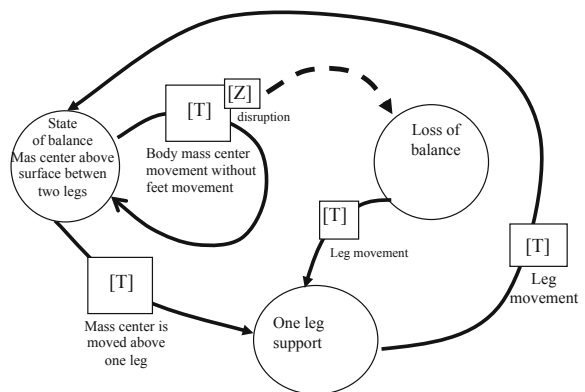 State
of balance
Mas center above
surface betwen
two legs
[T]
[Z]
disruption
Body mass center
movement without
feet movement
Loss of
balance
[T]
Leg movement
[T]
Leg
movement
[T]
Mass center is
moved above
one leg
One leg
support